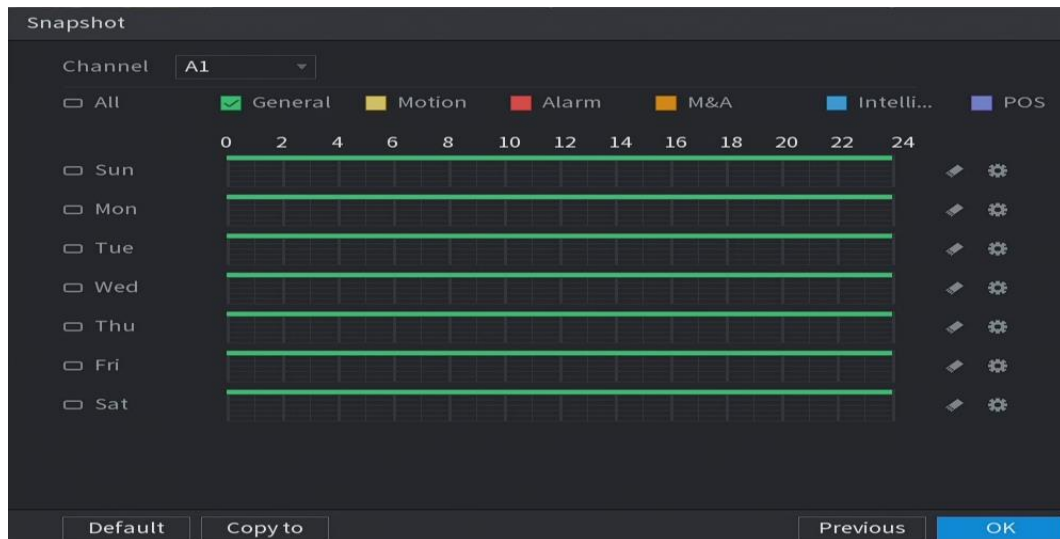 Snapshot
Channel A1
All General Motion Alarm M&A Intelli... POS
0 2 4 6 8 10 12 14 16 18 20 22 24
Sun
Mon
Tue
Wed
Thu
Fri
Sat
Default Copy to Previous OK